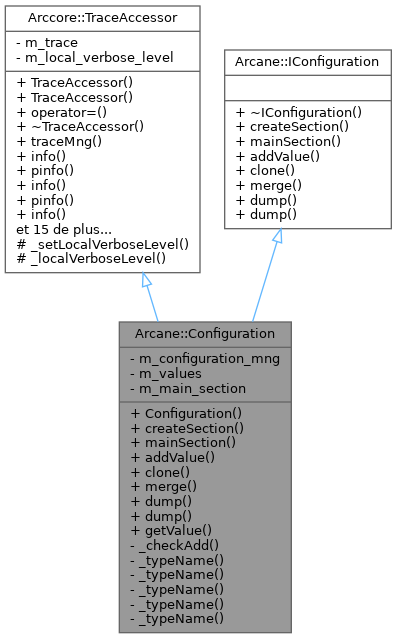 Arccore::TraceAccessor
- m_trace
- m_local_verbose_level
+ TraceAccessor()
+ TraceAccessor()
+ operator=()
+ ~TraceAccessor()
+ traceMng()
+ info()
+ pinfo()
+ info()
+ pinfo()
+ info()
et 15 de plus...
# _setLocalVerboseLevel()
# _localVerboseLevel()
Arcane::IConfiguration
+ ~IConfiguration()
+ createSection()
+ mainSection()
+ addValue()
+ clone()
+ merge()
+ dump()
+ dump()
Arcane::Configuration
- m_configuration_mng
- m_values
- m_main_section
+ Configuration()
+ createSection()
+ mainSection()
+ addValue()
+ clone()
+ merge()
+ dump()
+ dump()
+ getValue()
- _checkAdd()
- _typeName()
- _typeName()
- _typeName()
- _typeName()
- _typeName()